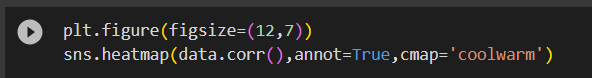 plt.figure(figsize=(12,7))
sns.heatmap(data.corr(),annot=True,cmap='coolwarm')